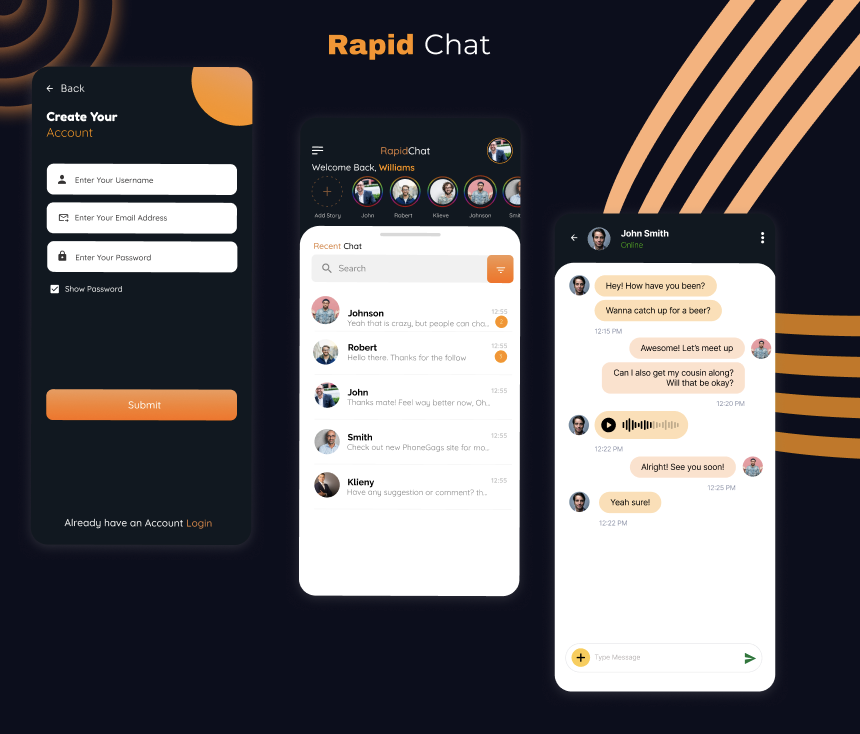 Rapid Chat
Back
Create Your
Account
Enter Your Username
Enter Your Email Address
Enter Your Password
Show Password
Submit
Already have an Account Login
RapidChat
Welcome Back, Williams
Add Story
John
Robert
Klieve
Johnson
Smit
Recent Chat
Search
Johnson
12:55
Yeah that is crazy, but people can cha...
Robert
12:55
Hello there. Thanks for the follow
1
John
12:55
Thanks mate! Feel way better now, Oh...
Smith
12:55
Check out new PhoneGags site for mo...
Klieny
12:55
Have any suggestion or comment? th...
John Smith
Online
Hey! How have you been?
Wanna catch up for a beer?
12:15 PM
Awesome! Let's meet up
Can I also get my cousin along?
Will that be okay?
12:20 PM
12:22 PM
Alright! See you soon!
12:25 PM
Yeah sure!
12:22 PM
Type Message